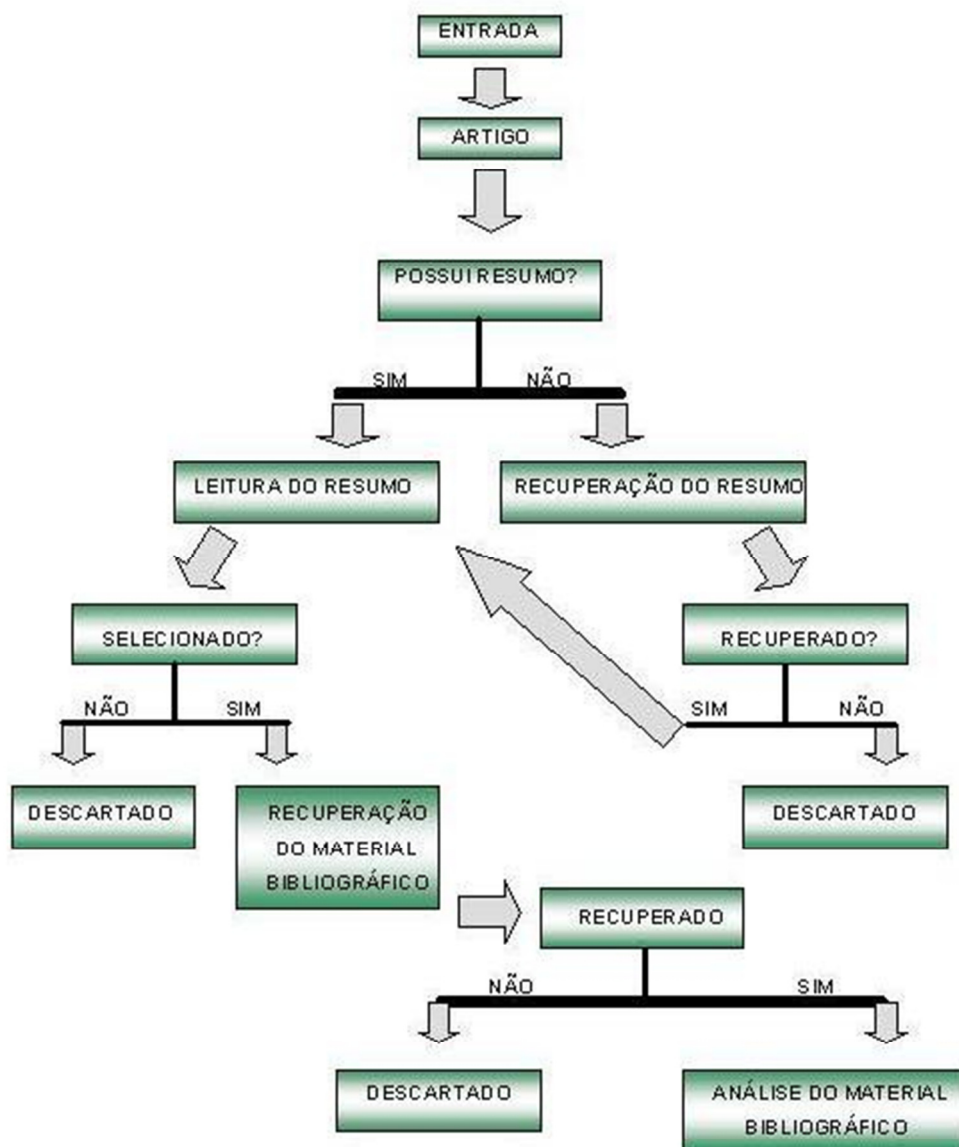 ENTRADA
ARTIGO
POSSUI RESUMO?
SIM NÃO
LEITURA DO RESUMO RECUPERAÇÃO DO RESUMO
SELECIONADO? RECUPERADO?
NÃO SIM SIM NÃO
DESCARTADO
RECUPERAÇÃO
DO MATERIAL
BIBLIOGRÁFICO
DESCARTADO
RECUPERADO
NÃO SIM
DESCARTADO
ANÁLISE DO MATERIAL
BIBLIOGRÁFICO